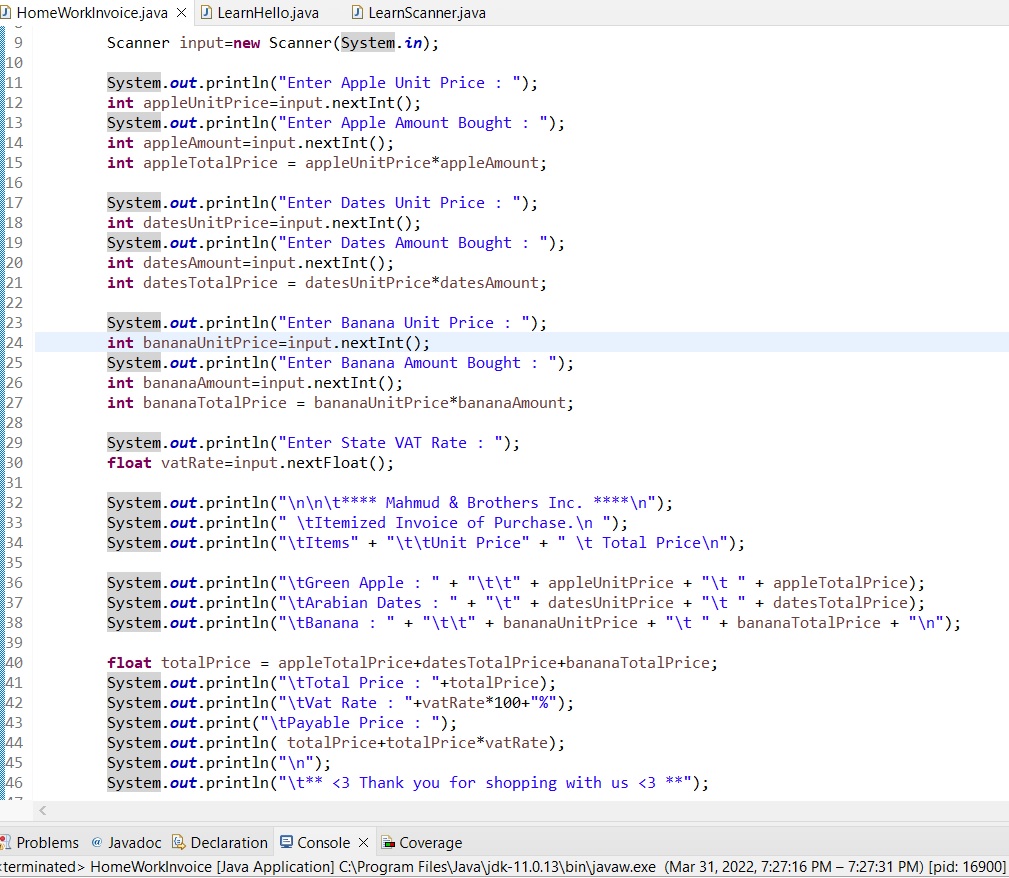 HomeWorkInvoice.java LearnHello.java LearnScanner.java
9 Scanner input=new Scanner(System.in);
10
11 System.out.println("Enter Apple Unit Price : ");
12 int appleUnitPrice=input.nextInt();
13 System.out.println("Enter Apple Amount Bought : ");
14 int appleAmount=input.nextInt();
15 int appleTotalPrice = appleUnitPrice*appleAmount;
16
17 System.out.println("Enter Dates Unit Price : ");
18 int datesUnitPrice=input.nextInt();
19 System.out.println("Enter Dates Amount Bought : ");
20 int datesAmount=input.nextInt();
21 int datesTotalPrice = datesUnitPrice*datesAmount;
22
23 System.out.println("Enter Banana Unit Price : ");
24 int bananaUnitPrice=input.nextInt();
25 System.out.println("Enter Banana Amount Bought : ");
26 int bananaAmount=input.nextInt();
27 int bananaTotalPrice = bananaUnitPrice*bananaAmount;
28
29 System.out.println("Enter State VAT Rate : ");
30 float vatRate=input.nextFloat();
31
32 System.out.println("\n\n\t**** Mahmud & Brothers Inc. ****\n");
33 System.out.println(" \tItemized Invoice of Purchase.\n ");
34 System.out.println("\tItems" + "\t\tUnit Price" + " \t Total Price\n");
35
36 System.out.println("\tGreen Apple : " + "\t\t" + appleUnitPrice + "\t " + appleTotalPrice);
37 System.out.println("\tArabian Dates : " + "\t" + datesUnitPrice + "\t " + datesTotalPrice);
38 System.out.println("\tBanana : " + "\t\t" + bananaUnitPrice + "\t " + bananaTotalPrice + "\n");
39
40 float totalPrice = appleTotalPrice+datesTotalPrice+bananaTotalPrice;
41 System.out.println("\tTotal Price : "+totalPrice);
42 System.out.println("\tVat Rate : "+vatRate*100+"%");
43 System.out.print("\tPayable Price : ");
44 System.out.println( totalPrice+totalPrice*vatRate);
45 System.out.println("\n");
46 System.out.println("\t** <3 Thank you for shopping with us <3 **");
Problems @ Javadoc Declaration Console Coverage
<terminated> HomeWorkInvoice [Java Application] C:\Program Files\Java\jdk-11.0.13\bin\javaw.exe (Mar 31, 2022, 7:27:16 PM – 7:27:31 PM) [pid: 16900]